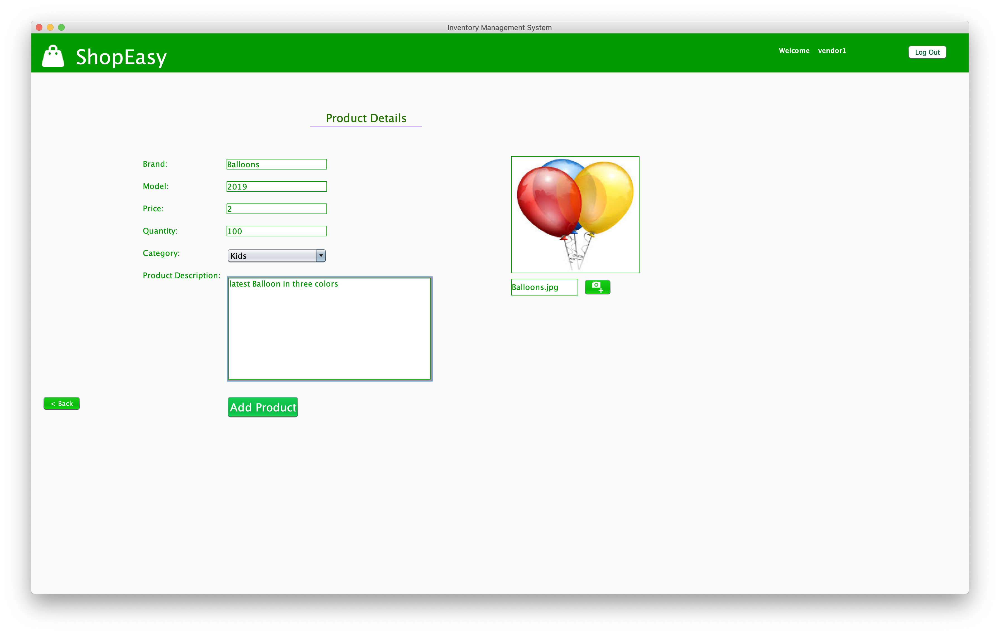 Inventory Management System
ShopEasy
Welcome vendor1
Log Out
Product Details
Brand: Balloons
Model: 2019
Price: 2
Quantity: 100
Category: Kids
Product Description: latest Balloon in three colors
Balloons.jpg
< Back
Add Product